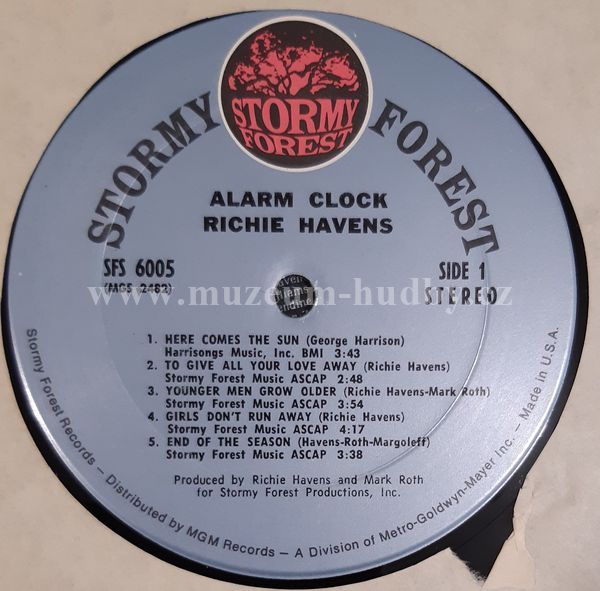 STORMY FOREST
STORMY
FOREST
ALARM CLOCK
RICHIE HAVENS
SFS 6005
(MGS 2482)
SIDE 1
STEREO
www.muzeum-hudby.cz
1. HERE COMES THE SUN (George Harrison)
Harrisongs Music, Inc. BMI 3:43
2. TO GIVE ALL YOUR LOVE AWAY (Richie Havens)
Stormy Forest Music ASCAP 2:48
3. YOUNGER MEN GROW OLDER (Richie Havens-Mark Roth)
Stormy Forest Music ASCAP 3:54
4. GIRLS DON'T RUN AWAY (Richie Havens)
Stormy Forest Music ASCAP 4:17
5. END OF THE SEASON (Havens-Roth-Margoleff)
Stormy Forest Music ASCAP 3:38
Produced by Richie Havens and Mark Roth
for Stormy Forest Productions, Inc.
Stormy Forest Records – Distributed by MGM Records – A Division of Metro-Goldwyn-Mayer Inc. – Made in U.S.A.